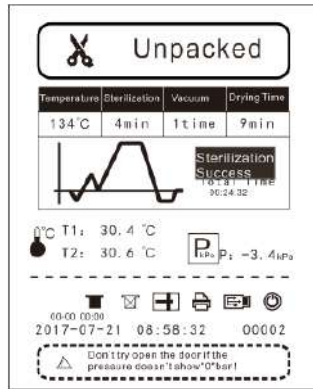 Unpacked
Temperature Sterilization Vacuum Drying Time
134℃ 4min 1time 9min
Sterilization
Success
Total Time
00:24:32
0℃ T1: 30.4 ℃
T2: 30.6 ℃ P kPa P: -3.4kPa
00-00 00:00
2017-07-21 08:58:32 00002
Don't try open the door if the
pressure doesn't show"0"bar!